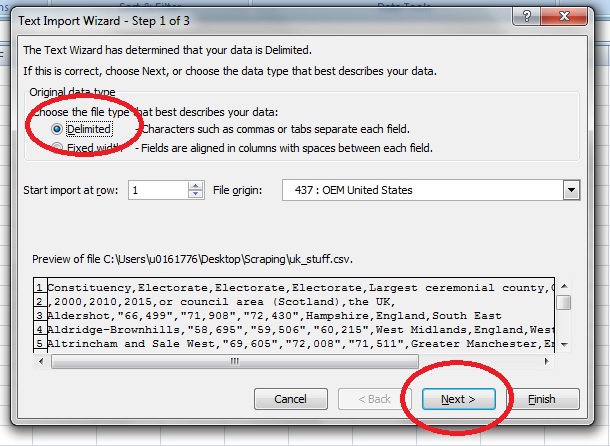 Text Import Wizard - Step 1 of 3
The Text Wizard has determined that your data is Delimited.
If this is correct, choose Next, or choose the data type that best describes your data.
Original data type
Choose the file type that best describes your data:
Delimited - Characters such as commas or tabs separate each field.
Fixed width - Fields are aligned in columns with spaces between each field.
Start import at row: 1 File origin: 437 : OEM United States
Preview of file C:\Users\u0161776\Desktop\Scraping\uk_stuff.csv.
1 Constituency,Electorate,Electorate,Electorate,Largest ceremonial county,
2 ,2000,2010,2015,or council area (Scotland),the UK,
3 Aldershot,"66,499","71,908","72,430",Hampshire,England,South East
4 Aldridge-Brownhills,"58,695","59,506","60,215",West Midlands,England,West
5 Altrincham and Sale West,"69,605","72,008","71,511",Greater Manchester,En
Cancel < Back Next > Finish